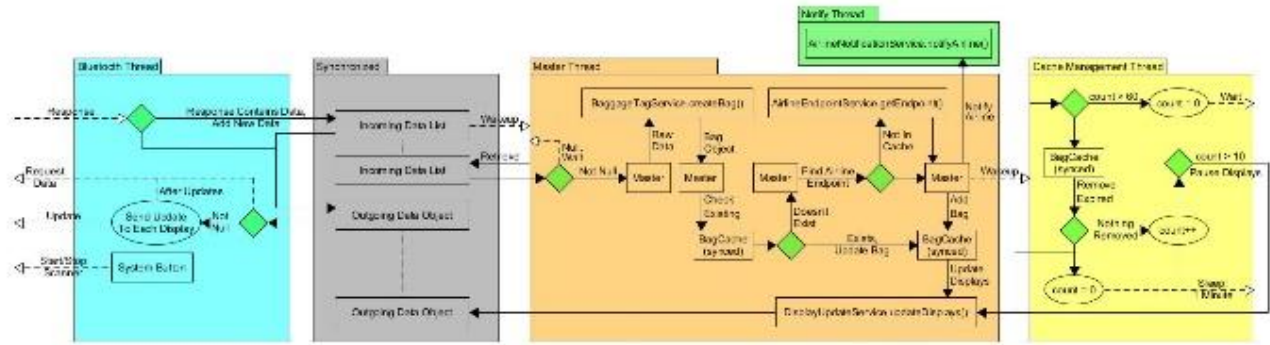 Notify Thread
AirlineNotificationService.notifyAirline()
Bluetooth Thread
Response
Response Contains Data,
Add New Data
Request
Data
After Updates
Update
Send Update
To Each Display
Not
Null
Start/Stop
Scanner
System Button
Synchronized
Incoming Data List
Incoming Data List
Outgoing Data Object
Outgoing Data Object
Master Thread
Wakeup
Retrieve
Null,
Wait
Not Null
BaggageTagService.createBag()
AirlineEndpointService.getEndpoint()
Notify
Airline
Raw
Data
Bag
Object
Not In
Cache
Master
Master
Master
Find Airline
Endpoint
Master
Wakeup
Check
Existing
Doesn't
Exist
Add
Bag
BagCache
(synced)
Exists,
Update Bag
BagCache
(synced)
Update
Displays
DisplayUpdateService.updateDisplays()
Cache Management Thread
count > 60
count = 0
Wait
BagCache
(synced)
count > 10
Pause Displays
Remove
Expired
Nothing
Removed
count++
count = 0
Sleep
Minute